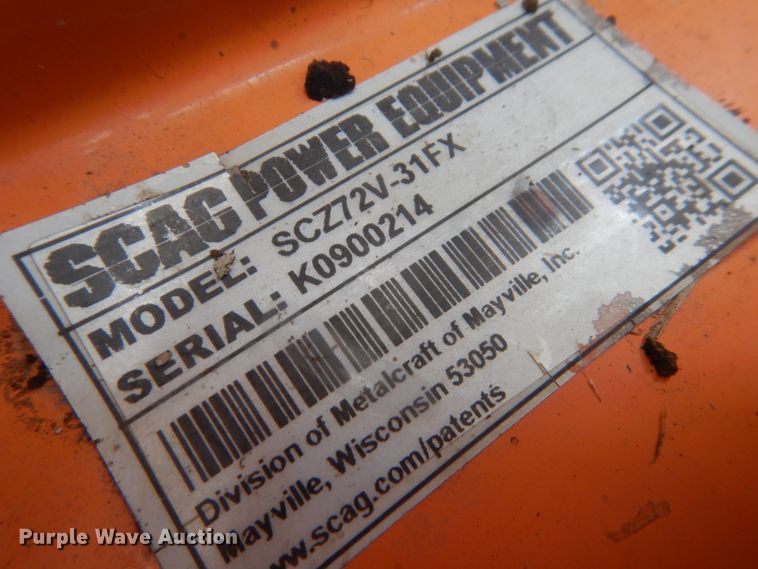 SCAG POWER EQUIPMENT
MODEL: SCZ72V-31FX
SERIAL: K0900214
Division of Metalcraft of Mayville, Inc.
Mayville, Wisconsin 53050
www.scag.com/patents
Purple Wave Auction